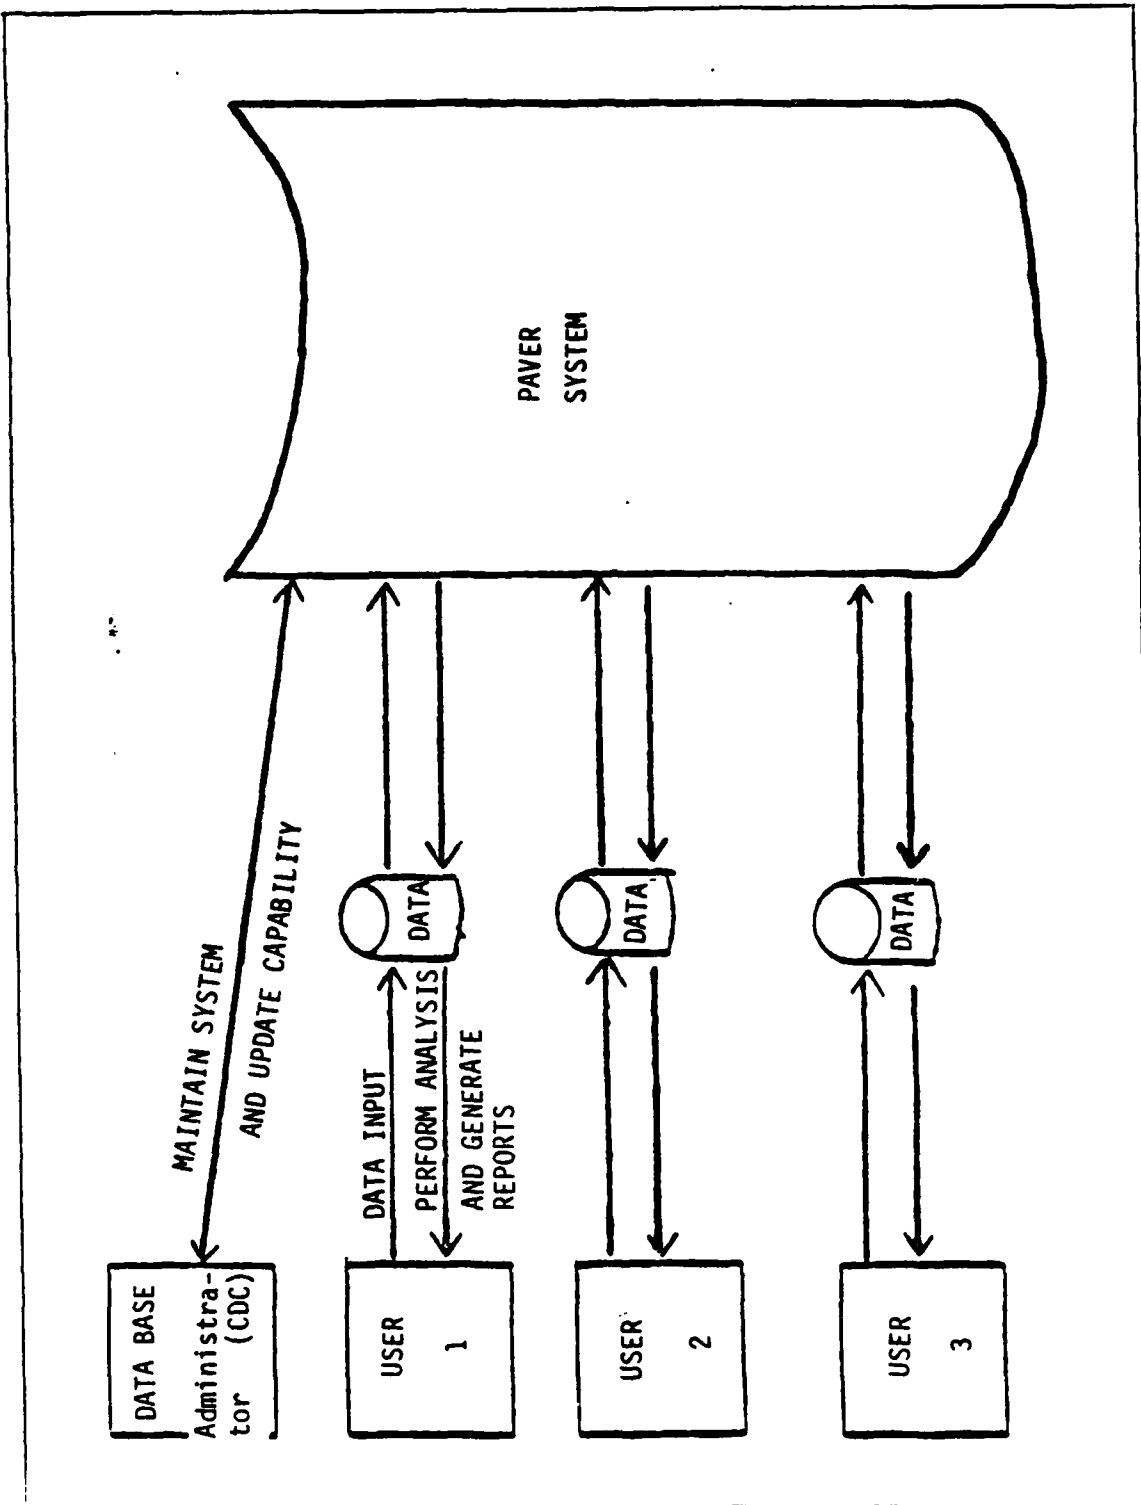 DATA BASE
Administra-
tor (CDC)
MAINTAIN SYSTEM
AND UPDATE CAPABILITY
USER
1
DATA INPUT
PERFORM ANALYSIS
AND GENERATE
REPORTS
DATA
USER
2
DATA
USER
3
DATA
PAVER
SYSTEM